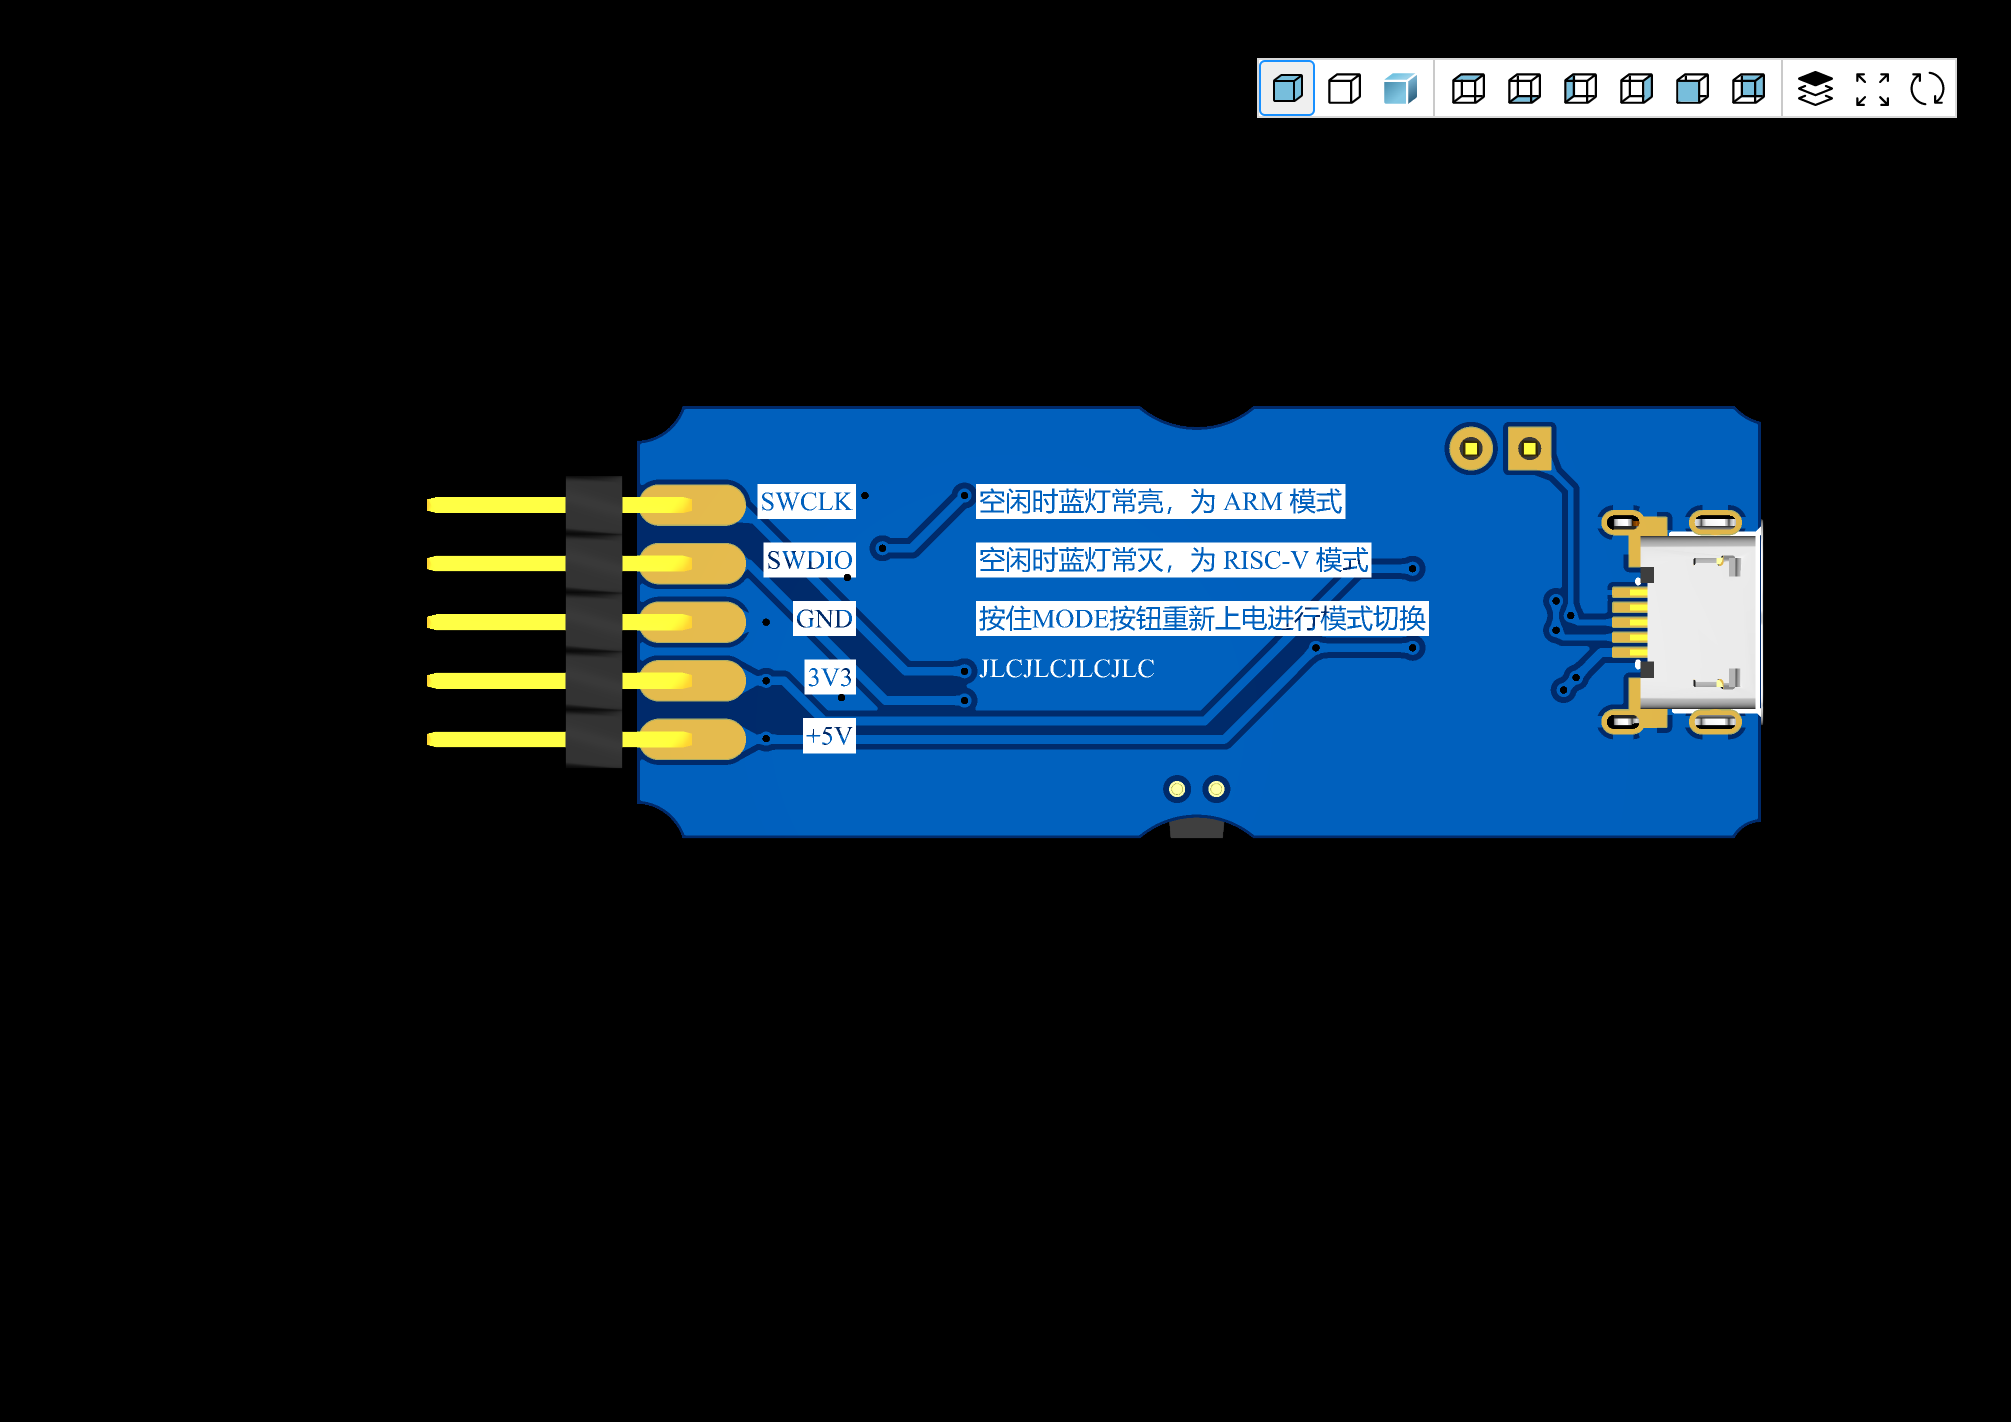 SWCLK
SWDIO
GND
3V3
+5V
空闲时蓝灯常亮，为 ARM 模式
空闲时蓝灯常灭，为 RISC-V 模式
按住MODE按钮重新上电进行模式切换
JLCJLCJLCJLC